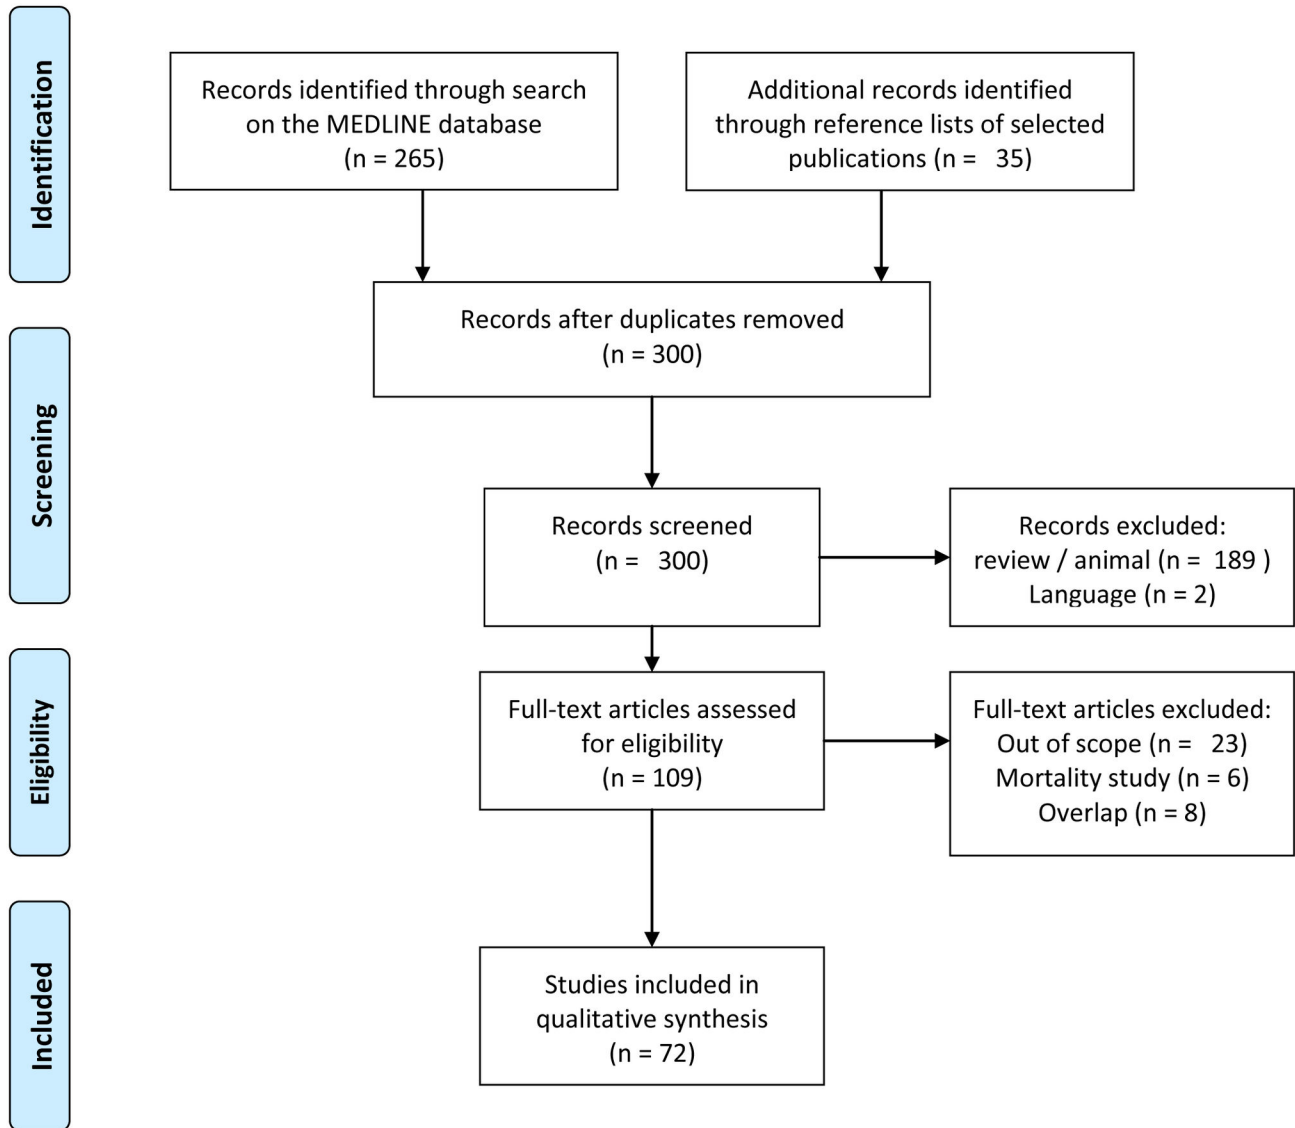 Identification
Records identified through search
on the MEDLINE database
(n = 265)
Additional records identified
through reference lists of selected
publications (n =   35)
Records after duplicates removed
(n = 300)
Screening
Records screened
(n =   300)
Records excluded:
review / animal (n =  189 )
Language (n = 2)
Eligibility
Full-text articles assessed
for eligibility
(n = 109)
Full-text articles excluded:
Out of scope (n =   23)
Mortality study (n = 6)
Overlap (n = 8)
Included
Studies included in
qualitative synthesis
(n = 72)